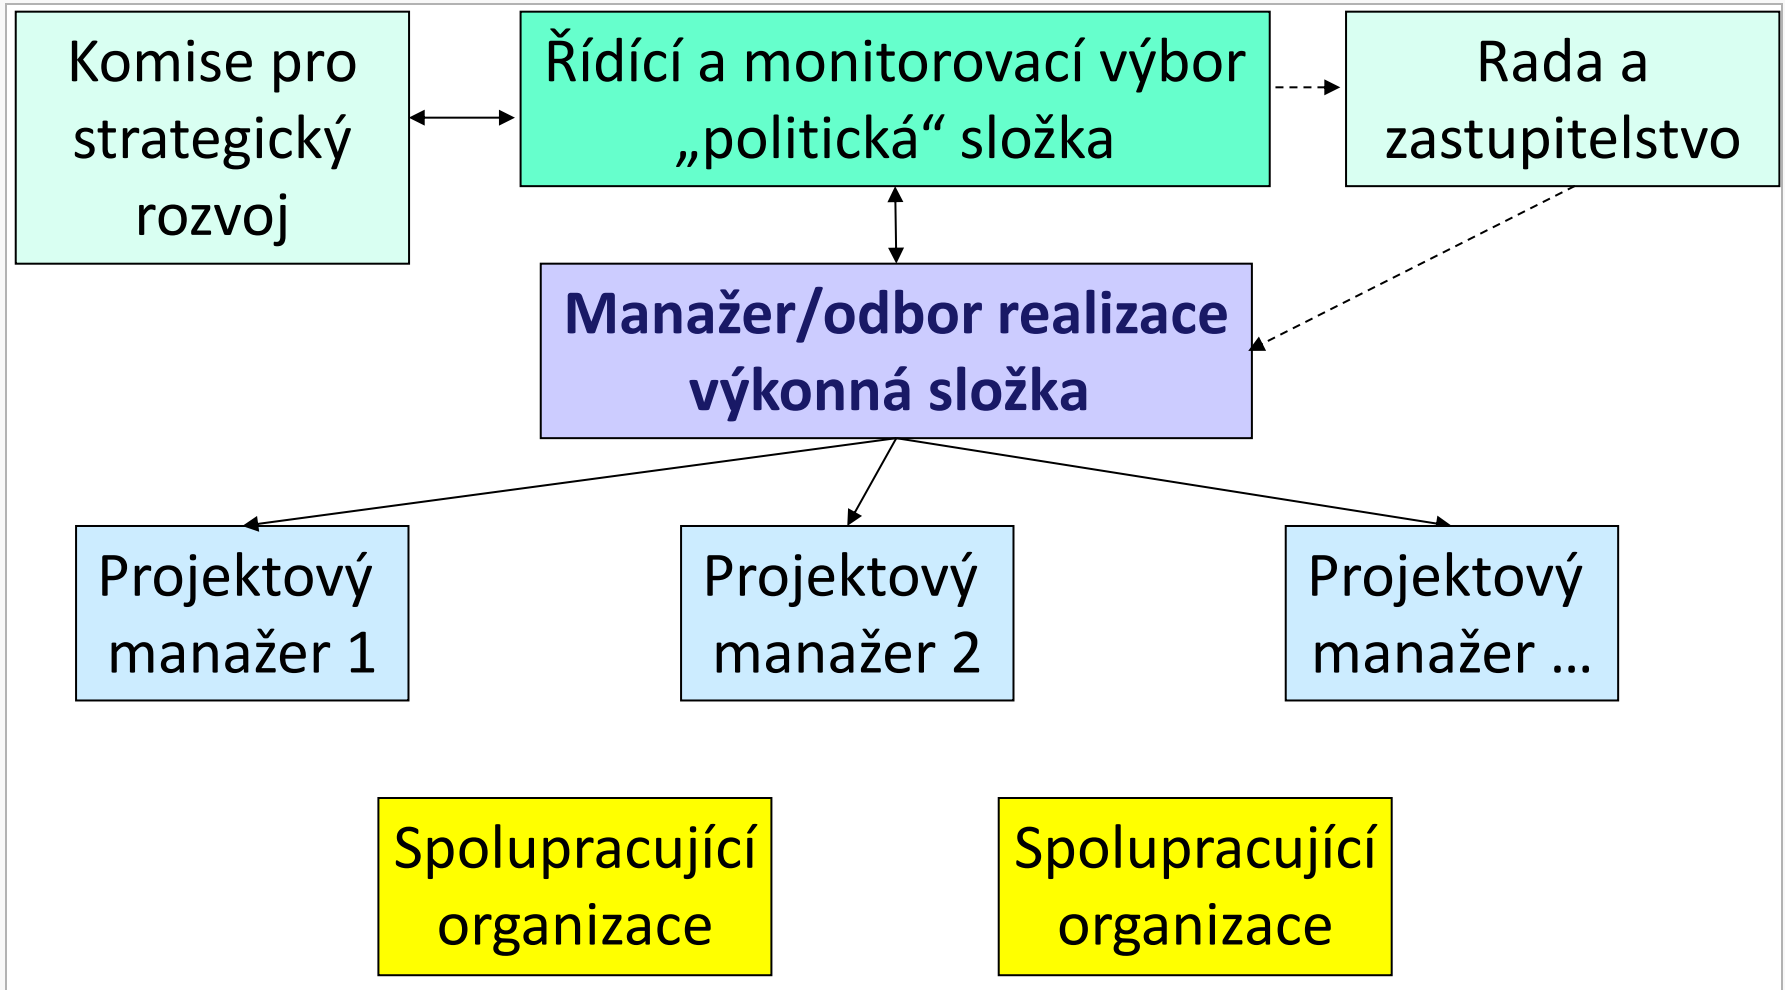 Komise pro
strategický
rozvoj
Řídící a monitorovací výbor
„politická“ složka
Rada a
zastupitelstvo
Manažer/odbor realizace
výkonná složka
Projektový
manažer 1
Projektový
manažer 2
Projektový
manažer ...
Spolupracující
organizace
Spolupracující
organizace